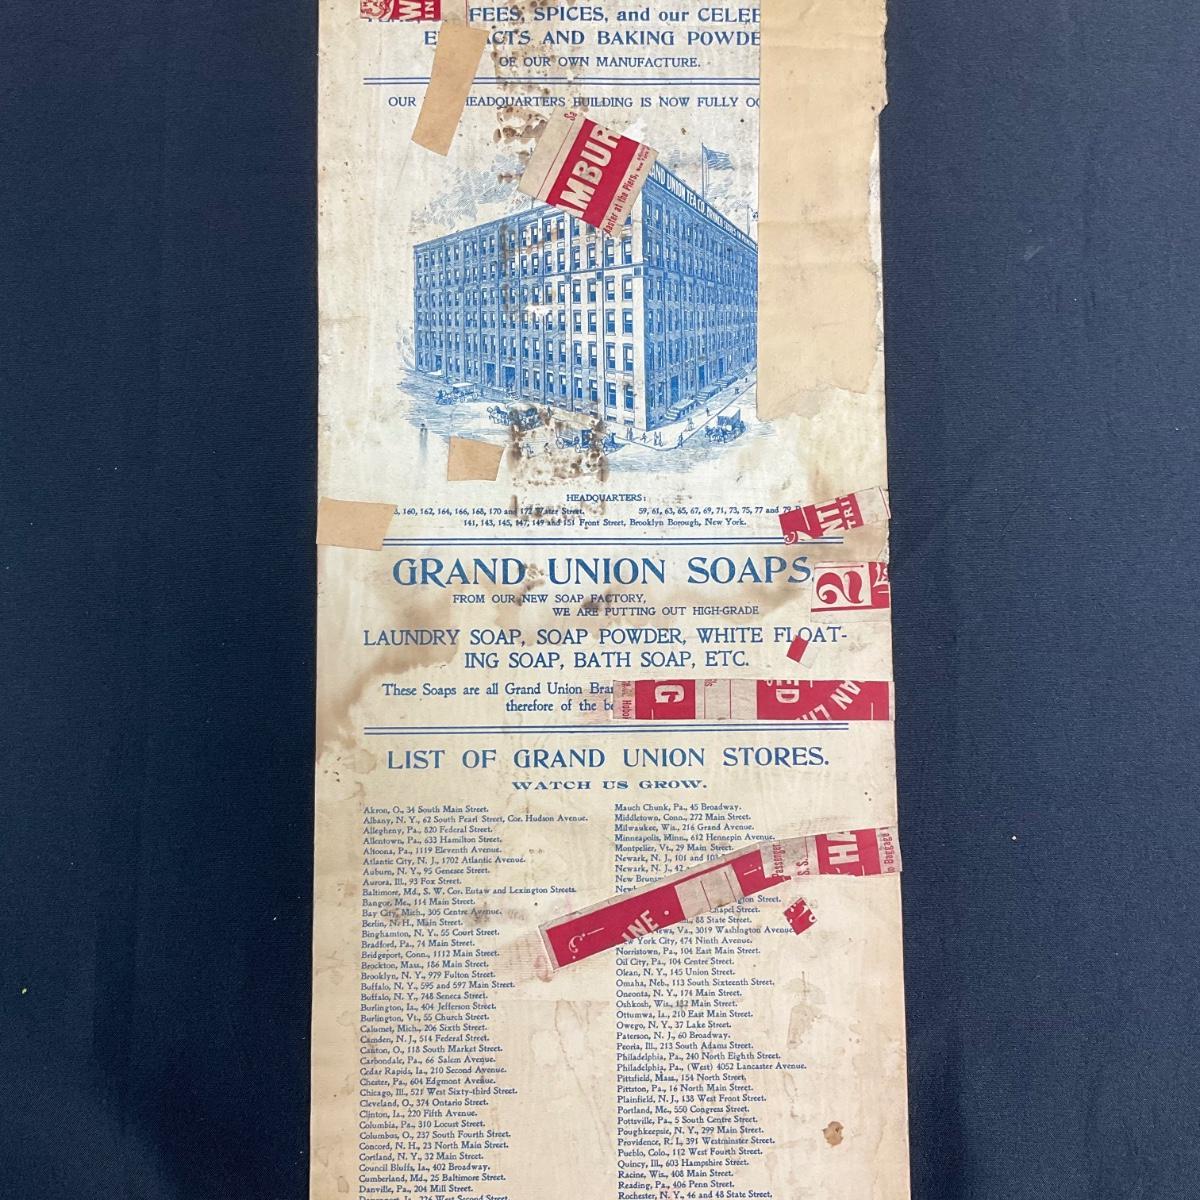 FEES, SPICES, and our
AND BAKING
OF OUR OWN MANUFACTURE.
OUR HEADQUARTERS BUILDING IS NOW FULLY
MBUR
aster at the Piers,
UNION TEA CO.
HEADQUARTERS:
160, 162, 164, 166, 168, 170 and 172 Water Street. 59, 61, 63, 65, 67, 69, 71, 73, 75, 77 and 79
141, 143, 145, 147, 149 and 151 Front Street, Brooklyn Borough, New York.
GRAND UNION SOAPS
2
FROM OUR NEW SOAP FACTORY,
WE ARE PUTTING OUT HIGH-GRADE
LAUNDRY SOAP, SOAP POWDER, WHITE FLOAT-
ING SOAP, BATH SOAP, ETC.
These Soaps are all Grand Union
therefore of the
LIST OF GRAND UNION STORES.
WATCH US GROW.
Akron, O., 34 South Main Street.
Albany, N. Y., 62 South Pearl Street, Cor. Hudson Avenue.
Allegheny, Pa., 820 Federal Street.
Allentown, Pa., 633 Hamilton Street.
Altoona, Pa., 1119 Eleventh Avenue.
Atlantic City, N. J., 1702 Atlantic Avenue.
Auburn, N. Y., 95 Genesee Street.
Aurora, Ill., 93 Fox Street.
Baltimore, Md., S. W. Cor. Eutaw and Lexington Streets.
Bangor, Me., 114 Main Street.
Bay City, Mich., 305 Centre Avenue.
Berlin, N. H., Main Street.
Binghamton, N. Y., 55 Court Street.
Bradford, Pa., 74 Main Street.
Bridgeport, Conn., 1112 Main Street.
Brockton, Mass., 186 Main Street.
Brooklyn, N. Y., 979 Fulton Street.
Buffalo, N. Y., 595 and 597 Main Street.
Buffalo, N. Y., 748 Seneca Street.
Burlington, Ia., 404 Jefferson Street.
Burlington, Vt., 55 Church Street.
Calumet, Mich., 206 Sixth Street.
Camden, N. J., 514 Federal Street.
Canton, O., 118 South Market Street.
Carbondale, Pa., 66 Salem Avenue.
Cedar Rapids, Ia., 210 Second Avenue.
Chester, Pa., 604 Edgmont Avenue.
Chicago, Ill., 521 West Sixty-third Street.
Cleveland, O., 374 Ontario Street.
Clinton, Ia., 220 Fifth Avenue.
Columbia, Pa., 310 Locust Street.
Columbus, O., 237 South Fourth Street.
Concord, N. H., 23 North Main Street.
Cortland, N. Y., 32 Main Street.
Council Bluffs, Ia., 402 Broadway.
Cumberland, Md., 25 Baltimore Street.
Danville, Pa., 204 Mill Street.
Mauch Chunk, Pa., 45 Broadway.
Middletown, Conn., 272 Main Street.
Milwaukee, Wis., 216 Grand Avenue.
Minneapolis, Minn., 612 Hennepin Avenue.
Montpelier, Vt., 29 Main Street.
Newark, N. J., 101 and
Newark, N. J., 42
New
Street.
Chapel Street.
88 State Street.
Va., 3019 Washington Avenue.
New York City, 474 Ninth Avenue.
Norristown, Pa., 104 East Main Street.
Oil City, Pa., 104 Centre Street.
Olean, N. Y., 145 Union Street.
Omaha, Neb., 113 South Sixteenth Street.
Oneonta, N. Y., 174 Main Street.
Oshkosh, Wis., 182 Main Street.
Ottumwa, Ia., 210 East Main Street.
Owego, N. Y., 37 Lake Street.
Paterson, N. J., 60 Broadway.
Peoria, Ill., 213 South Adams Street.
Philadelphia, Pa., 240 North Eighth Street.
Philadelphia, Pa., (West) 4052 Lancaster Avenue.
Pittsfield, Mass., 154 North Street.
Pittston, Pa., 16 North Main Street.
Plainfield, N. J., 138 West Front Street.
Portland, Me., 550 Congress Street.
Pottsville, Pa., 5 South Centre Street.
Poughkeepsie, N. Y., 299 Main Street.
Providence, R. I., 391 Westminster Street.
Pueblo, Colo., 112 West Fourth Street.
Quincy, Ill., 603 Hampshire Street.
Racine, Wis., 408 Main Street.
Reading, Pa., 406 Penn Street.
Rochester, N. Y., 46 and 48 State Street.